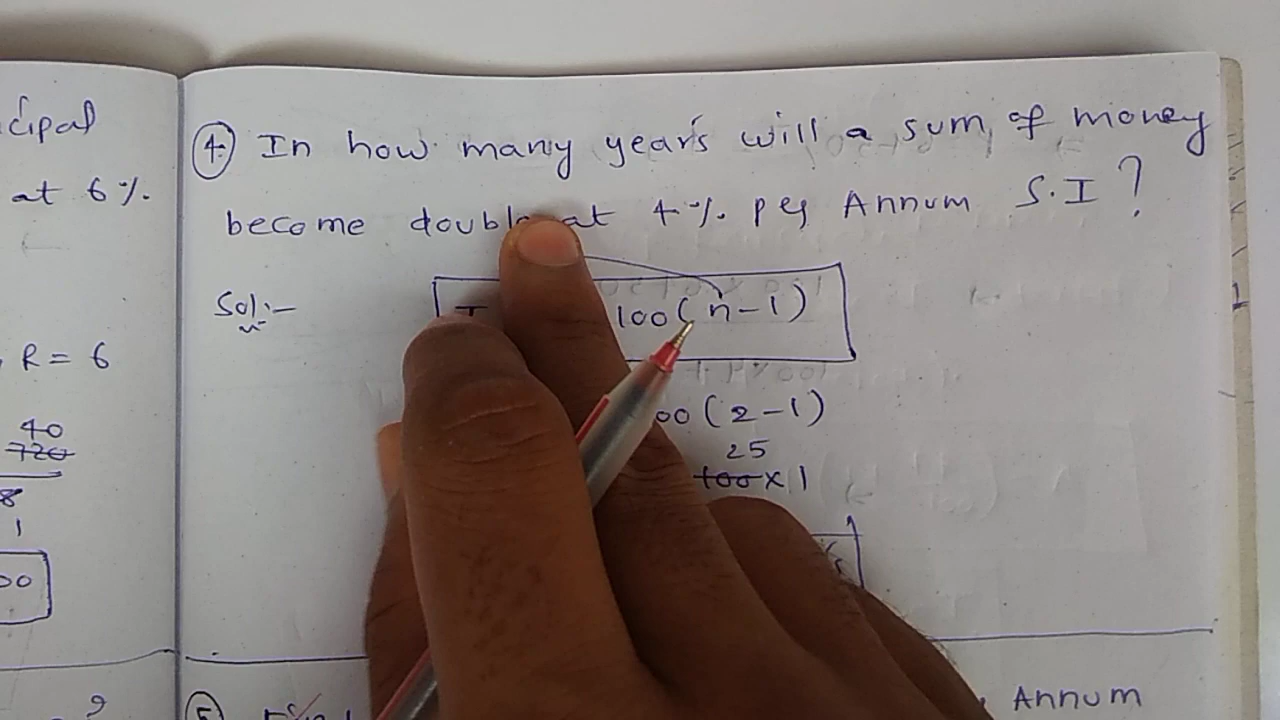 cipal
at 6%.
R = 6
40
720
8
1
00
④ In how many years will a sum of money
become double at 4% per Annum S.I?
Sol:-
100(n-1)
00(2-1)
25
100×1
Annum